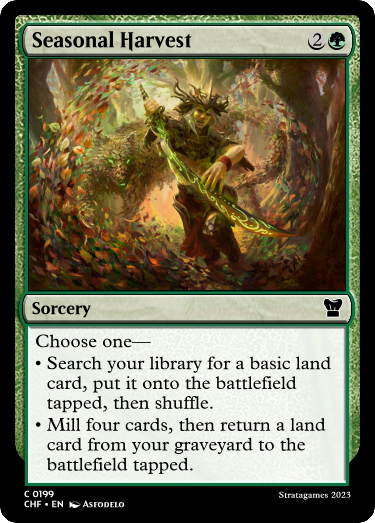 Seasonal Harvest 2
Sorcery
Choose one—
• Search your library for a basic land
card, put it onto the battlefield
tapped, then shuffle.
• Mill four cards, then return a land
card from your graveyard to the
battlefield tapped.
C 0199
Stratagames 2023
CHF • EN Asfodelo